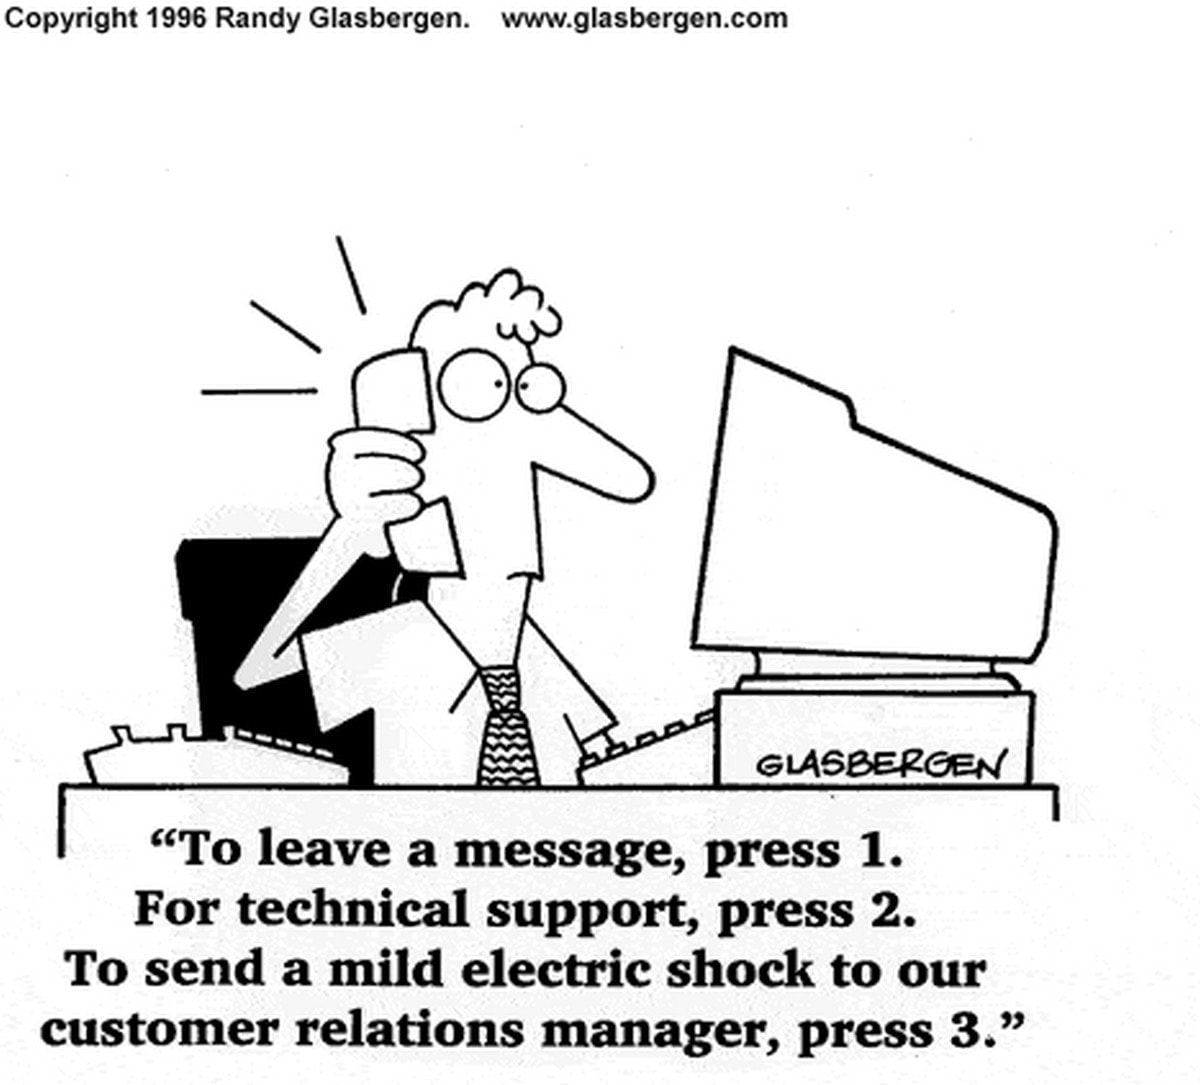 Copyright 1996 Randy Glasbergen. www.glasbergen.com
GLASBERGEN
“To leave a message, press 1.
For technical support, press 2.
To send a mild electric shock to our
customer relations manager, press 3.”